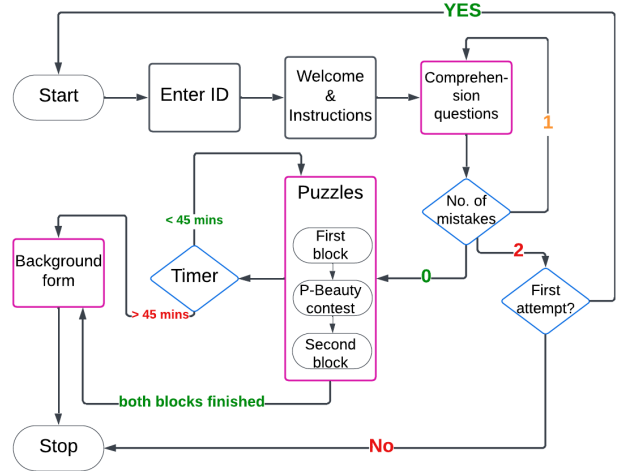 YES
Start
Enter ID
Welcome
&
Instructions
Comprehen-
sion
questions
1
No. of
mistakes
2
First
attempt?
0
Puzzles
First
block
P-Beauty
contest
Second
block
< 45 mins
Timer
> 45 mins
Background
form
both blocks finished
Stop
No